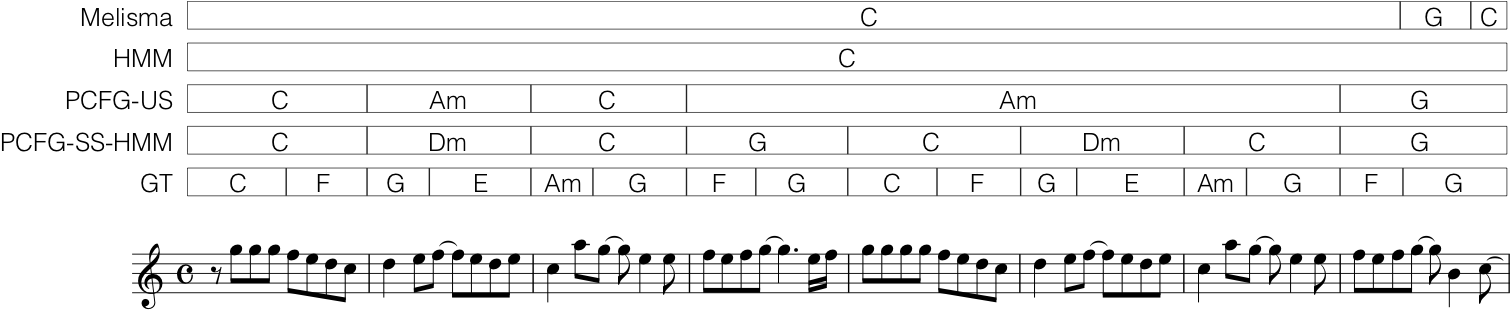 Melisma C G C
HMM C
PCFG-US C Am C Am G
PCFG-SS-HMM C Dm C G C Dm C G
GT C F G E Am G F G C F G E Am G F G